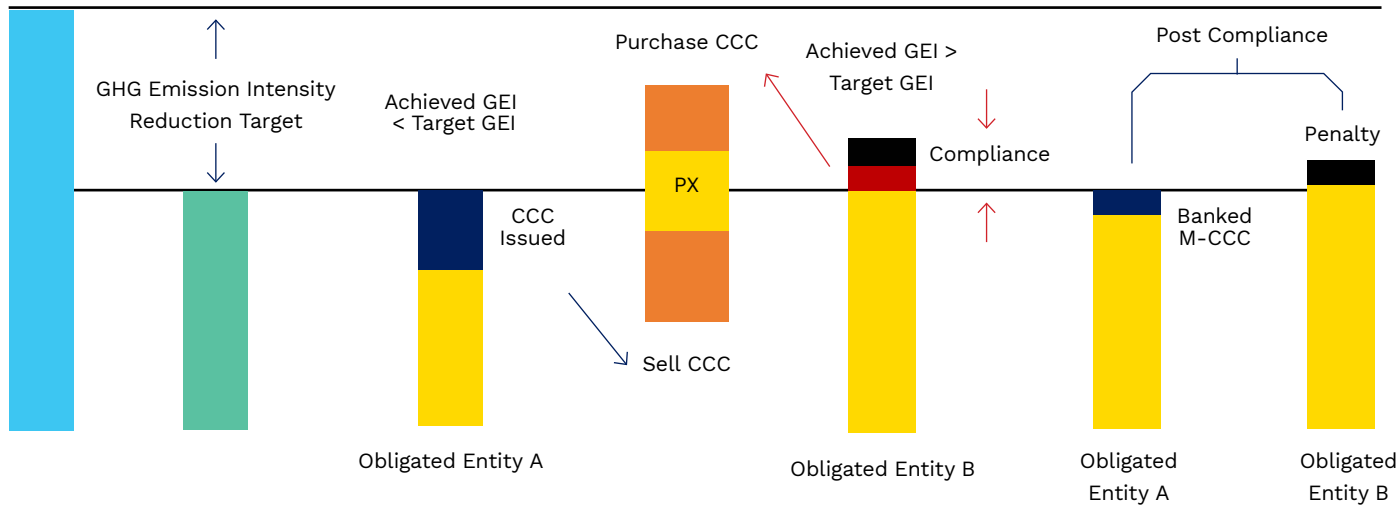 GHG Emission Intensity
Reduction Target
Achieved GEI
< Target GEI
CCC
Issued
Obligated Entity A
Purchase CCC
PX
Sell CCC
Achieved GEI >
Target GEI
Compliance
Obligated Entity B
Post Compliance
Penalty
Banked
M-CCC
Obligated
Entity A
Obligated
Entity B